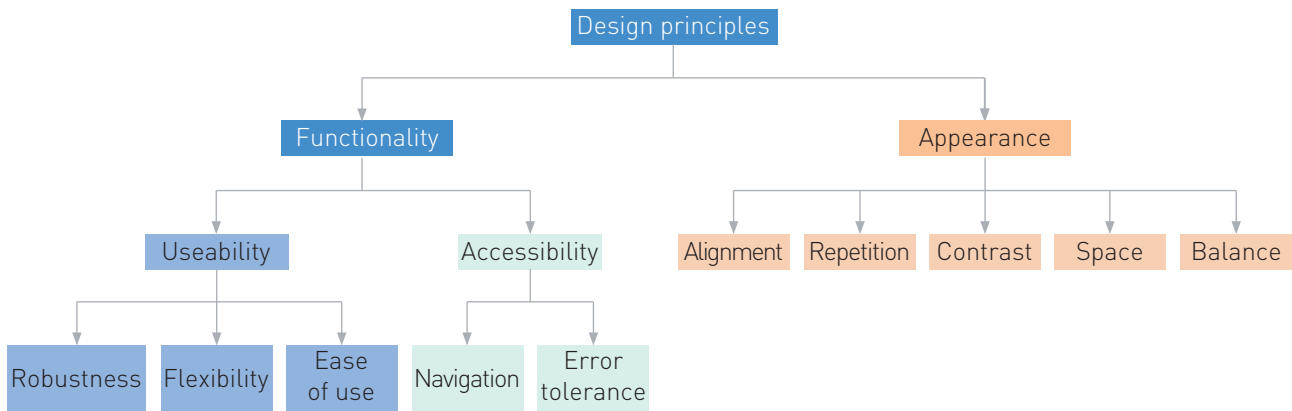 Design principles
Functionality
Appearance
Useability
Accessibility
Alignment
Repetition
Contrast
Space
Balance
Robustness
Flexibility
Ease
of use
Navigation
Error
tolerance